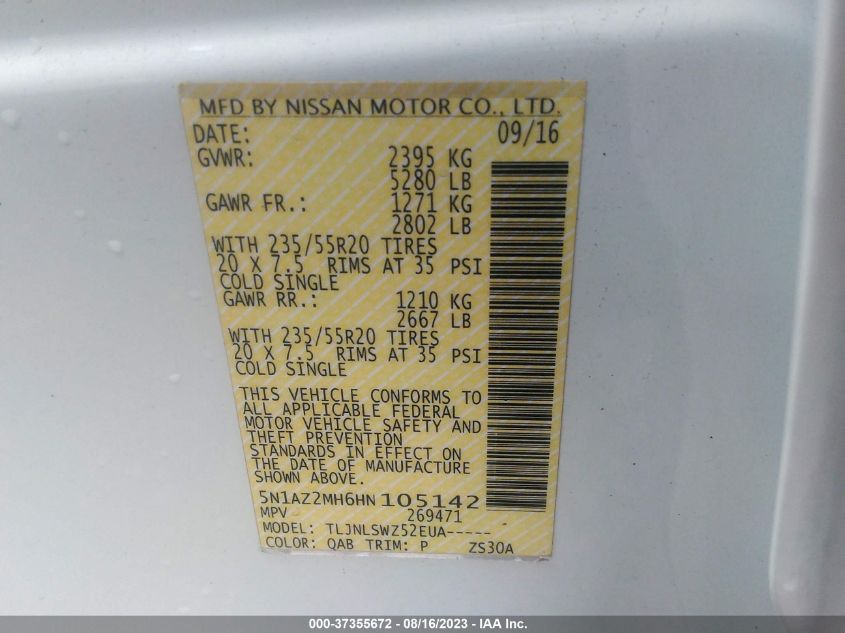 MFD BY NISSAN MOTOR CO., LTD.
DATE: 09/16
GVWR: 2395 KG
5280 LB
GAWR FR.: 1271 KG
2802 LB
WITH 235/55R20 TIRES
20 X 7.5 RIMS AT 35 PSI
COLD SINGLE
GAWR RR.: 1210 KG
2667 LB
WITH 235/55R20 TIRES
20 X 7.5 RIMS AT 35 PSI
COLD SINGLE
THIS VEHICLE CONFORMS TO
ALL APPLICABLE FEDERAL
MOTOR VEHICLE SAFETY AND
THEFT PREVENTION
STANDARDS IN EFFECT ON
THE DATE OF MANUFACTURE
SHOWN ABOVE.
5N1AZ2MH6HN105142
MPV 269471
MODEL: TLJNLSWZ52EUA-----
COLOR: QAB TRIM: P ZS30A
000-37355672 - 08/16/2023 - IAA Inc.